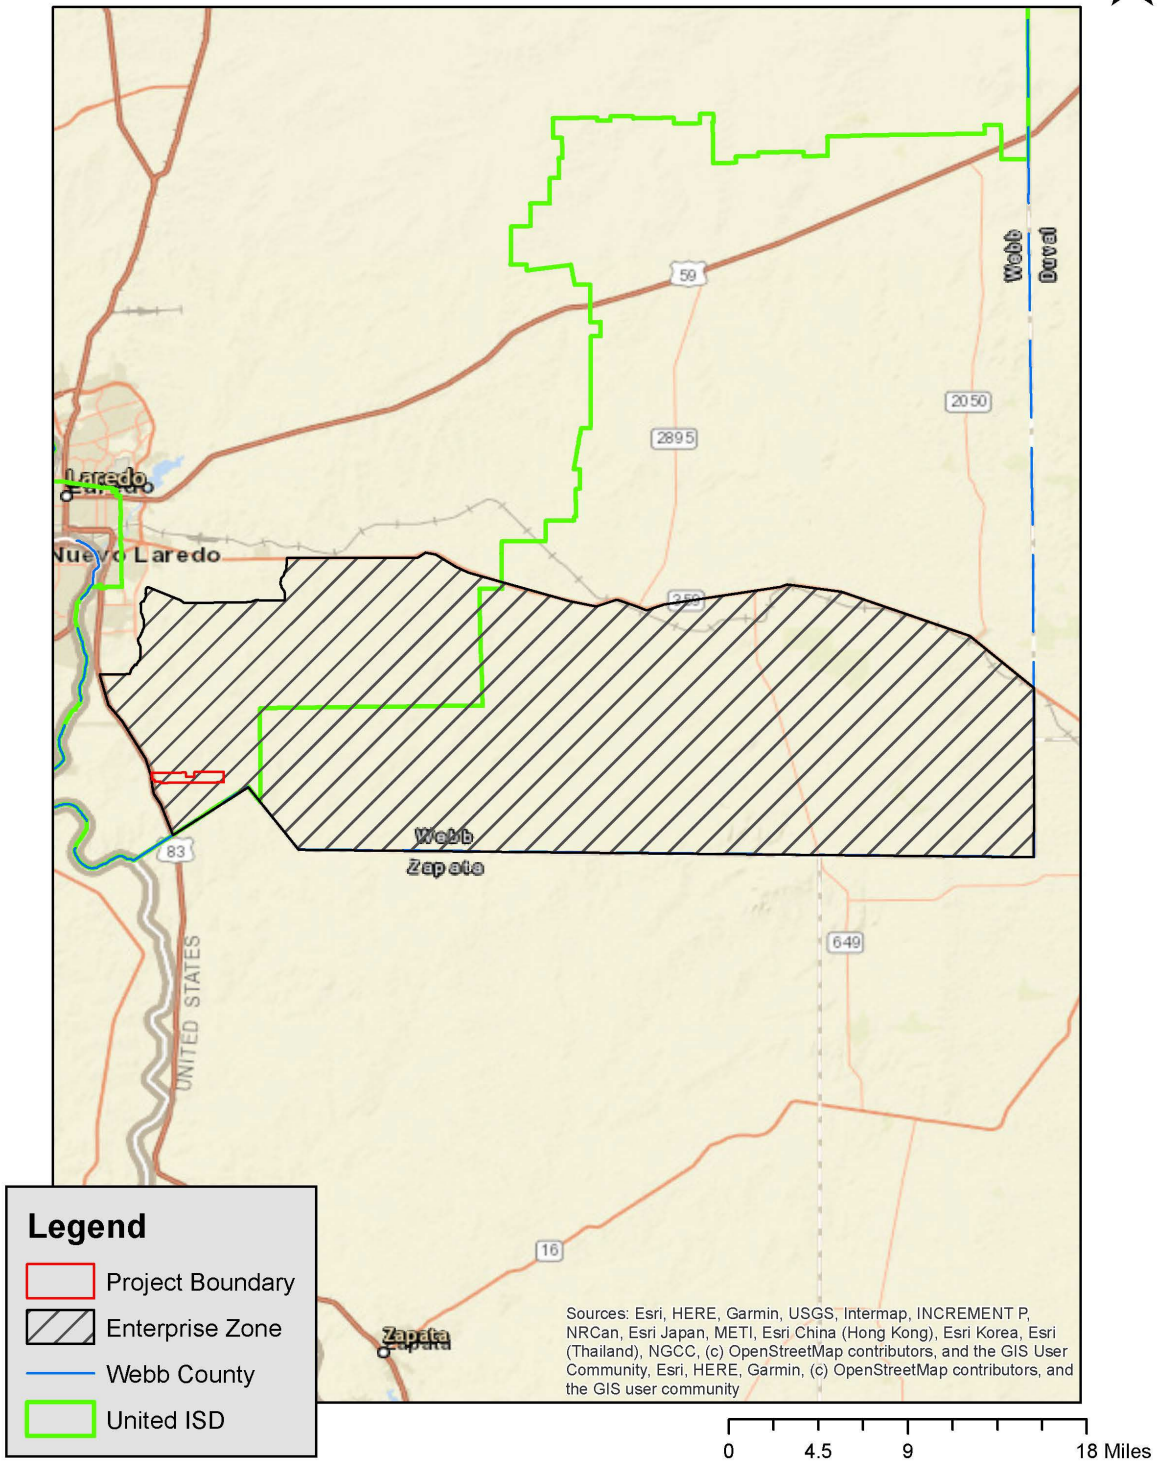 59
Webb
Duval
2050
2895
Laredo
Laredo
Nuevo Laredo
359
83
Webb
Zapata
649
UNITED STATES
16
Zapata
Zapata
Legend
Project Boundary
Enterprise Zone
Webb County
United ISD
Sources: Esri, HERE, Garmin, USGS, Intermap, INCREMENT P,
NRCan, Esri Japan, METI, Esri China (Hong Kong), Esri Korea, Esri
(Thailand), NGCC, (c) OpenStreetMap contributors, and the GIS User
Community, Esri, HERE, Garmin, (c) OpenStreetMap contributors, and
the GIS user community
0 4.5 9 18 Miles